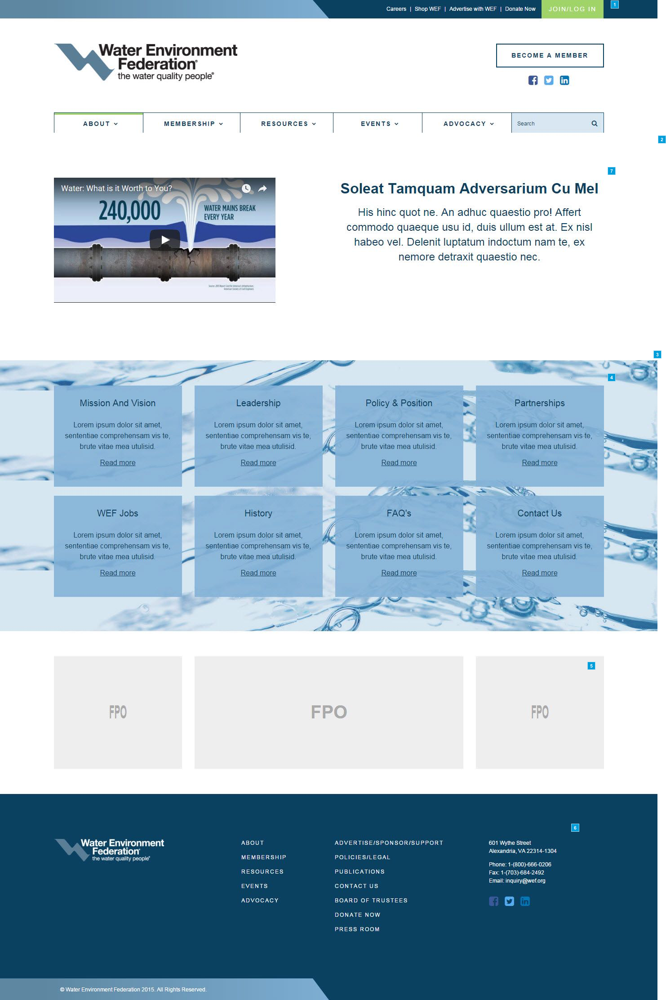 Careers | Shop WEF | Advertise with WEF | Donate Now JOIN/LOG IN 1
Water Environment
Federation®
the water quality people®
BECOME A MEMBER
ABOUT MEMBERSHIP RESOURCES EVENTS ADVOCACY Search
2
7
Water: What is it Worth to You?
240,000
WATER MAINS BREAK
EVERY YEAR
Source: 2013 Report Card for America's Infrastructure,
American Society of Civil Engineers
Soleat Tamquam Adversarium Cu Mel
His hinc quot ne. An adhuc quaestio pro! Affert
commodo quaeque usu id, duis ullum est at. Ex nisl
habeo vel. Delenit luptatum indoctum nam te, ex
nemore detraxit quaestio nec.
3
4
Mission And Vision
Lorem ipsum dolor sit amet,
sententiae comprehensam vis te,
brute vitae mea utulisid.
Read more
Leadership
Lorem ipsum dolor sit amet,
sententiae comprehensam vis te,
brute vitae mea utulisid.
Read more
Policy & Position
Lorem ipsum dolor sit amet,
sententiae comprehensam vis te,
brute vitae mea utulisid.
Read more
Partnerships
Lorem ipsum dolor sit amet,
sententiae comprehensam vis te,
brute vitae mea utulisid.
Read more
WEF Jobs
Lorem ipsum dolor sit amet,
sententiae comprehensam vis te,
brute vitae mea utulisid.
Read more
History
Lorem ipsum dolor sit amet,
sententiae comprehensam vis te,
brute vitae mea utulisid.
Read more
FAQ's
Lorem ipsum dolor sit amet,
sententiae comprehensam vis te,
brute vitae mea utulisid.
Read more
Contact Us
Lorem ipsum dolor sit amet,
sententiae comprehensam vis te,
brute vitae mea utulisid.
Read more
5
FPO
FPO
FPO
6
Water Environment
Federation®
the water quality people®
ABOUT
MEMBERSHIP
RESOURCES
EVENTS
ADVOCACY
ADVERTISE/SPONSOR/SUPPORT
POLICIES/LEGAL
PUBLICATIONS
CONTACT US
BOARD OF TRUSTEES
DONATE NOW
PRESS ROOM
601 Wythe Street
Alexandria, VA 22314-1304
Phone: 1-(800)-666-0206
Fax: 1-(703)-684-2492
Email: inquiry@wef.org
© Water Environment Federation 2015. All Rights Reserved.